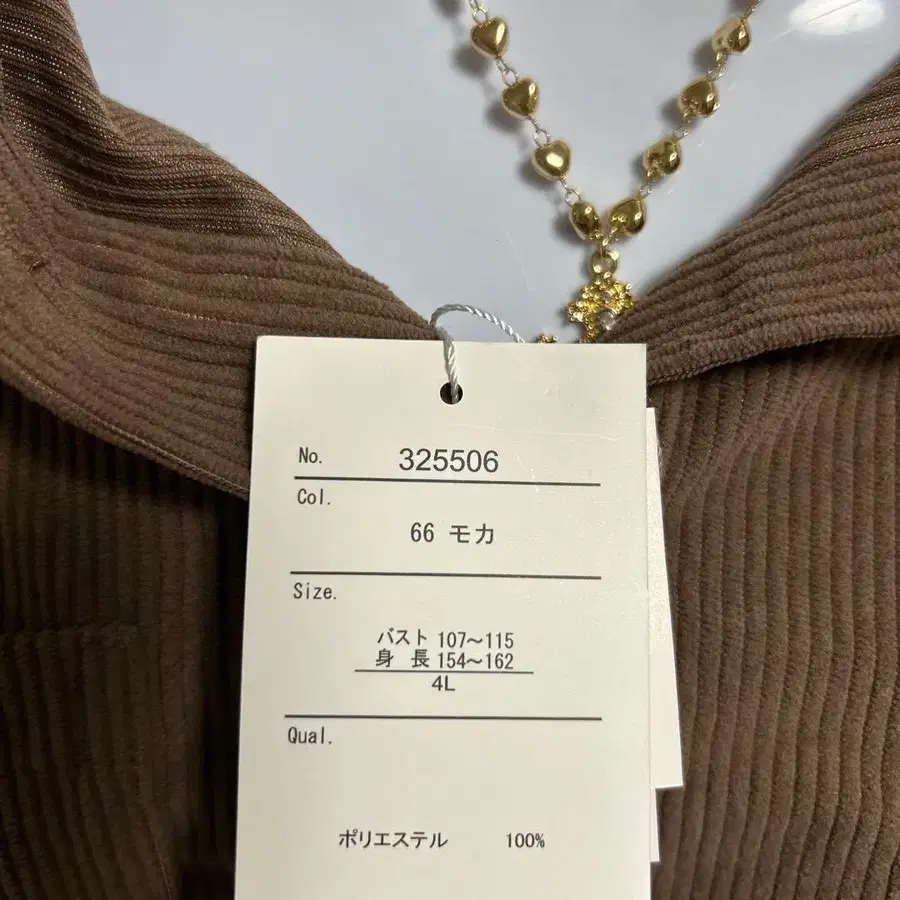 No. 325506
Col.
66 モカ
Size.
バスト 107～115
身 長 154～162
4L
Qual.
ポリエステル 100%